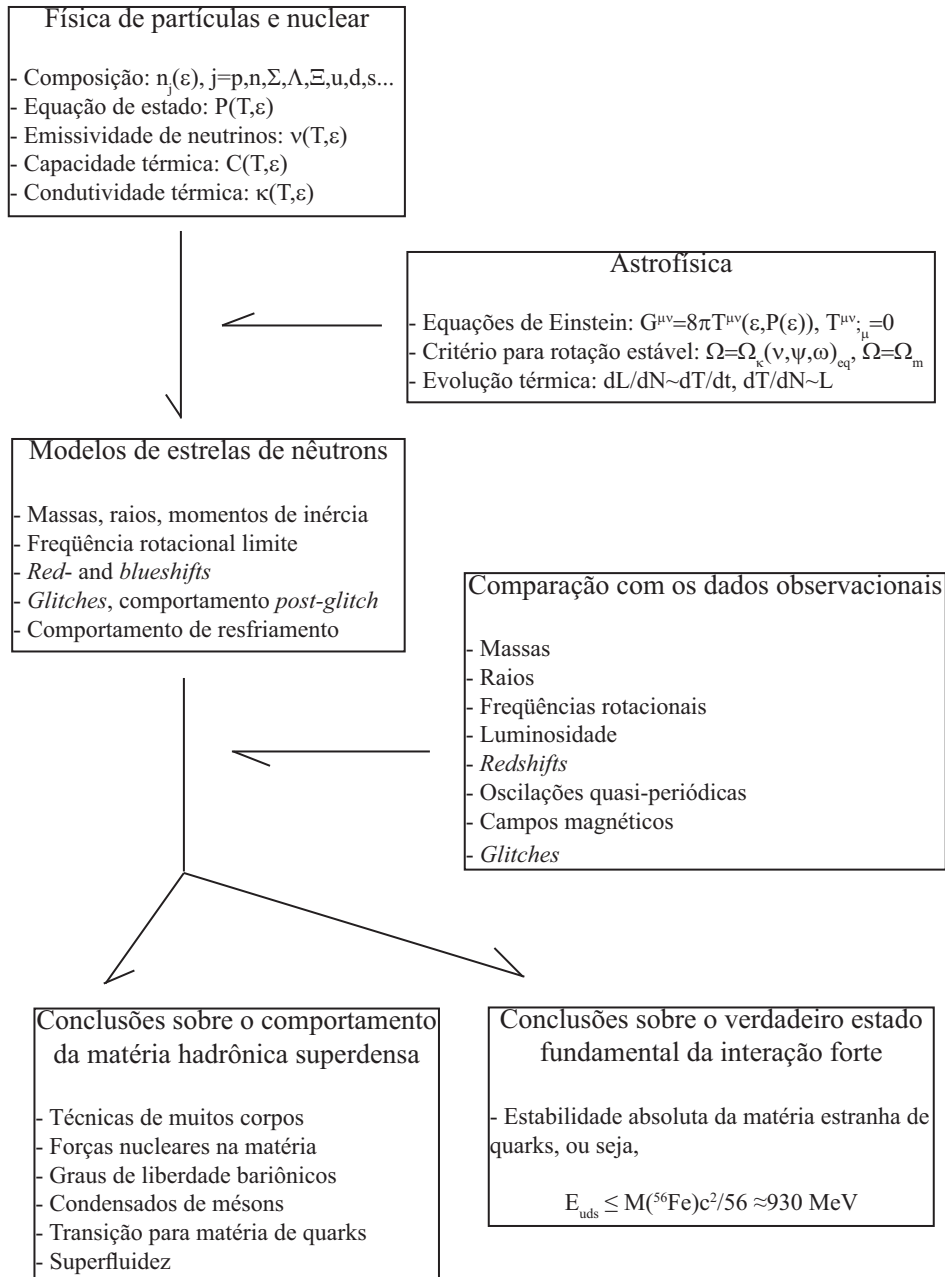 Física de partículas e nuclear
- Composição: nⱼ(ε), j=p,n,Σ,Λ,Ξ,u,d,s...
- Equação de estado: P(T,ε)
- Emissividade de neutrinos: ν(T,ε)
- Capacidade térmica: C(T,ε)
- Condutividade térmica: κ(T,ε)
Astrofísica
- Equações de Einstein: G^μν=8πT^μν(ε,P(ε)), T^μν;_μ=0
- Critério para rotação estável: Ω=Ω_κ(ν,ψ,ω)_eq, Ω=Ω_m
- Evolução térmica: dL/dN~dT/dt, dT/dN~L
Modelos de estrelas de nêutrons
- Massas, raios, momentos de inércia
- Freqüência rotacional limite
- Red- and blueshifts
- Glitches, comportamento post-glitch
- Comportamento de resfriamento
Comparação com os dados observacionais
- Massas
- Raios
- Freqüências rotacionais
- Luminosidade
- Redshifts
- Oscilações quasi-periódicas
- Campos magnéticos
- Glitches
Conclusões sobre o comportamento
da matéria hadrônica superdensa
- Técnicas de muitos corpos
- Forças nucleares na matéria
- Graus de liberdade bariônicos
- Condensados de mésons
- Transição para matéria de quarks
- Superfluidez
Conclusões sobre o verdadeiro estado
fundamental da interação forte
- Estabilidade absoluta da matéria estranha de
quarks, ou seja,
E_uds ≤ M(⁵⁶Fe)c²/56 ≈930 MeV